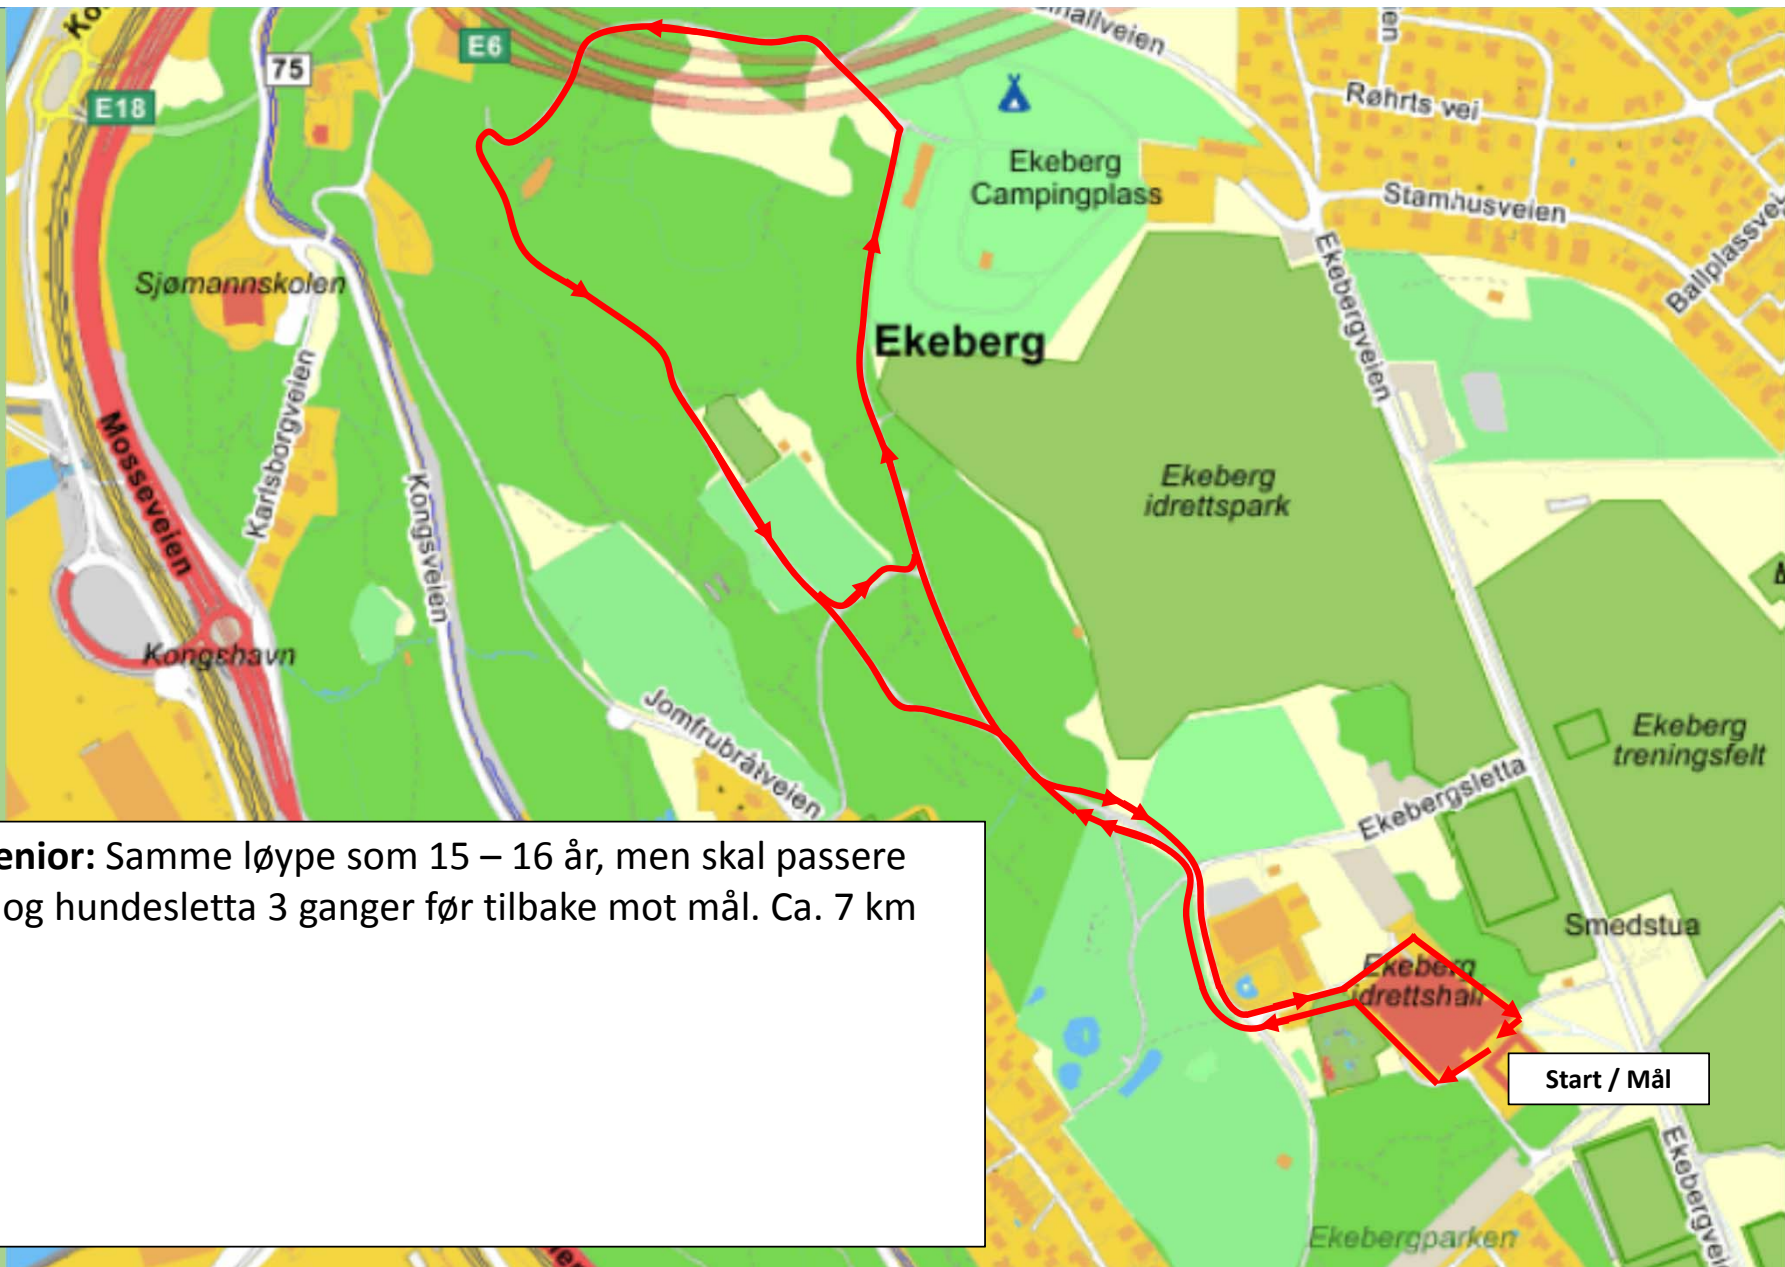 E6
75
E18
Røhrts vei
Ekeberg
Campingplass
Stamhusveien
Ekebergveien
Sjømannskolen
Ekeberg
Karlsborgveien
Mosseveien
Kongsveien
Ekeberg
idrettspark
Kongshavn
Jomfrubråtveien
Ekeberg
treningsfelt
Ekebergsletta
enior: Samme løype som 15 – 16 år, men skal passere
og hundesletta 3 ganger før tilbake mot mål. Ca. 7 km
Smedstua
Ekeberg
idrettshall
Start / Mål
Ekebergparken